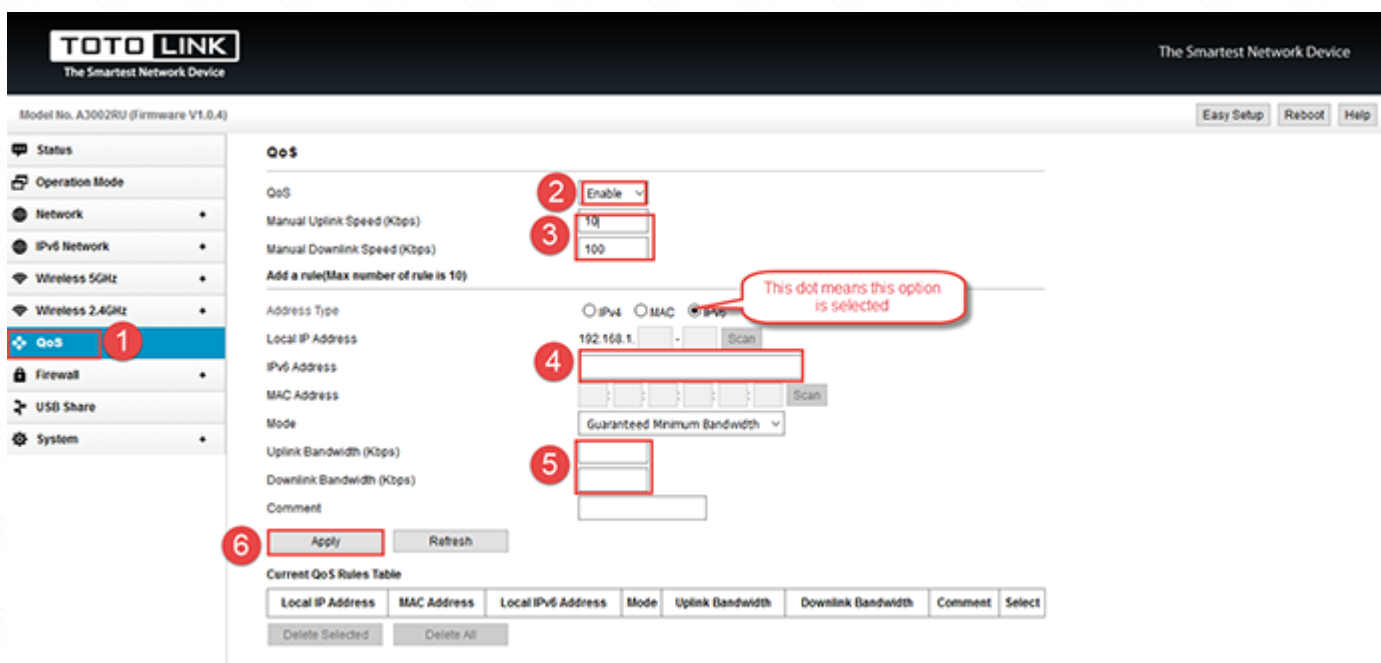 TOTO LINK
The Smartest Network Device
The Smartest Network Device
Model No. A3002RU (Firmware V1.0.4)
Easy Setup Reboot Help
Status
Operation Mode
Network
IPv6 Network
Wireless 5GHz
Wireless 2.4GHz
QoS 1
Firewall
USB Share
System
QoS
QoS 2 Enable
Manual Uplink Speed (Kbps) 10
3
Manual Downlink Speed (Kbps) 100
Add a rule(Max number of rule is 10)
This dot means this option
is selected
Address Type IPv4 MAC IPv6
Local IP Address 192.168.1. - Scan
4
IPv6 Address
MAC Address : : : : : Scan
Mode Guaranteed Minimum Bandwidth
Uplink Bandwidth (Kbps)
5
Downlink Bandwidth (Kbps)
Comment
6 Apply Refresh
Current QoS Rules Table
Local IP Address MAC Address Local IPv6 Address Mode Uplink Bandwidth Downlink Bandwidth Comment Select
Delete Selected Delete All